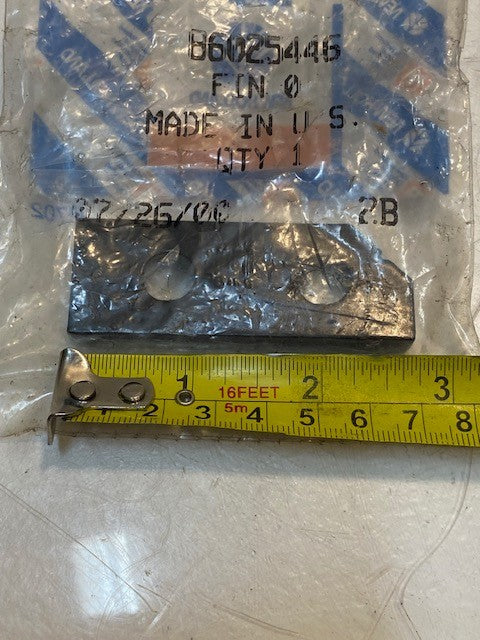 86025446
FIN 0
MADE IN U S.
QTY 1
07/26/00 2B
1 16FEET 2 3
5m
2 3 4 5 6 7 8